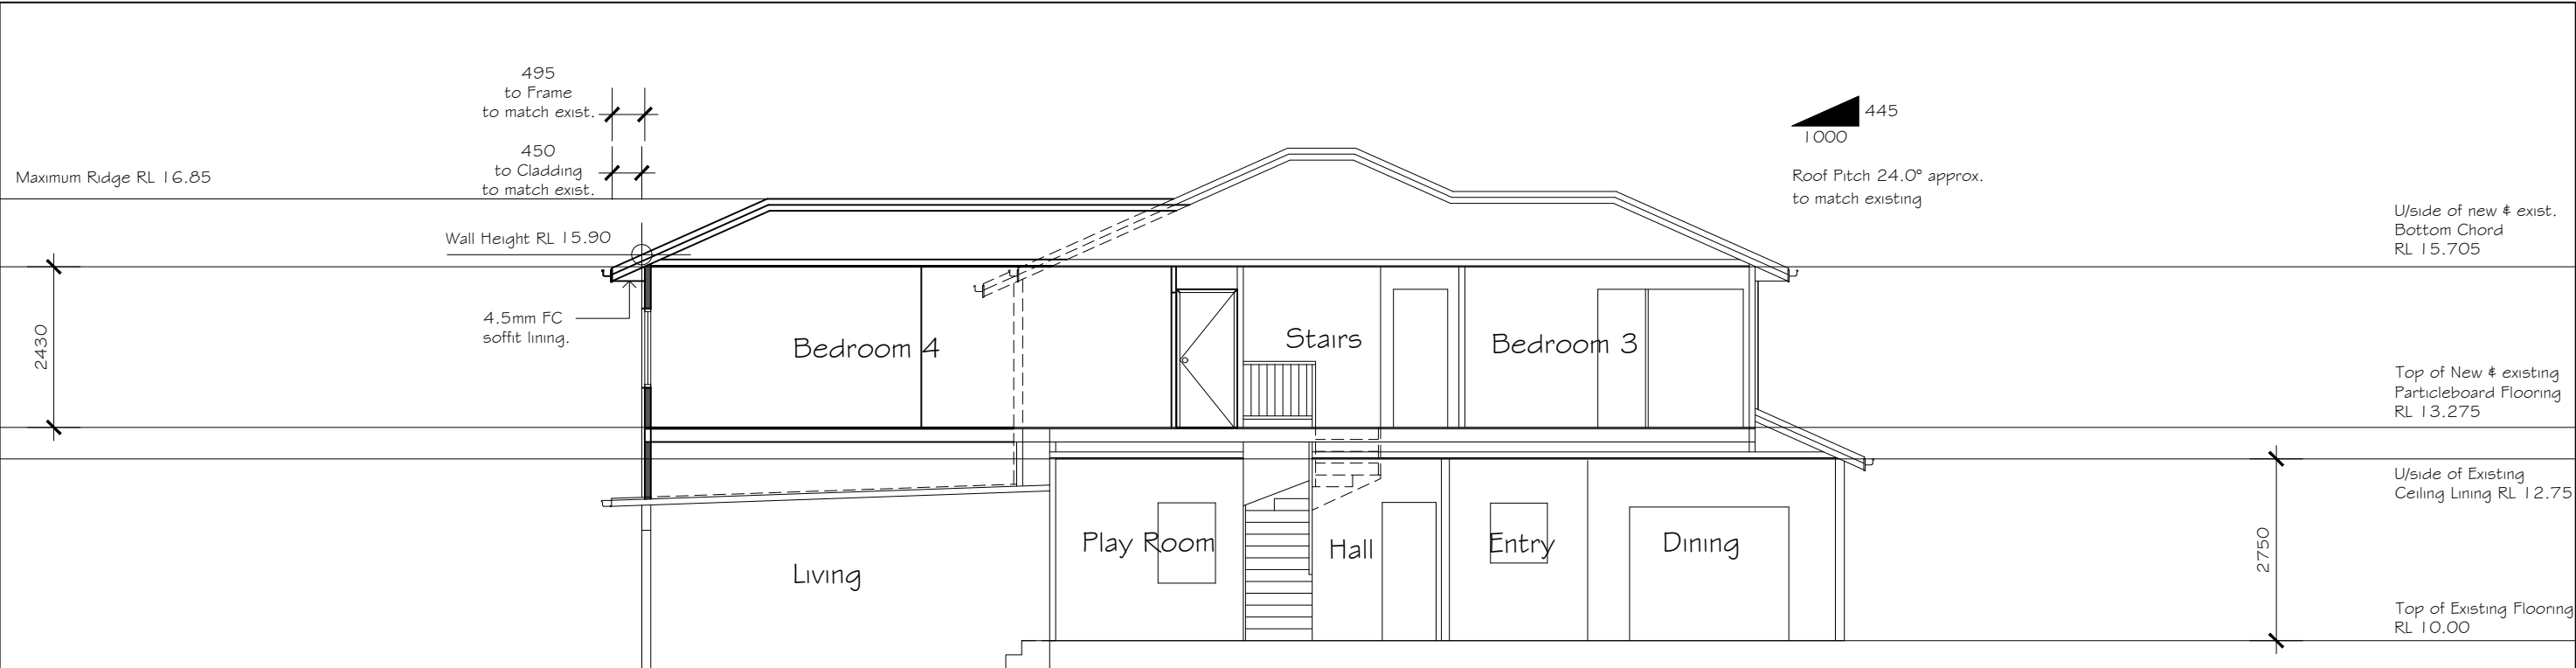 495
to Frame
to match exist.
450
to Cladding
to match exist.
445
1000
Maximum Ridge RL 16.85
Roof Pitch 24.0° approx.
to match existing
Wall Height RL 15.90
U/side of new & exist.
Bottom Chord
RL 15.705
4.5mm FC
soffit lining.
2430
Bedroom 4
Stairs
Bedroom 3
Top of New & existing
Particleboard Flooring
RL 13.275
U/side of Existing
Ceiling Lining RL 12.75
Living
Play Room
Hall
Entry
Dining
2750
Top of Existing Flooring
RL 10.00